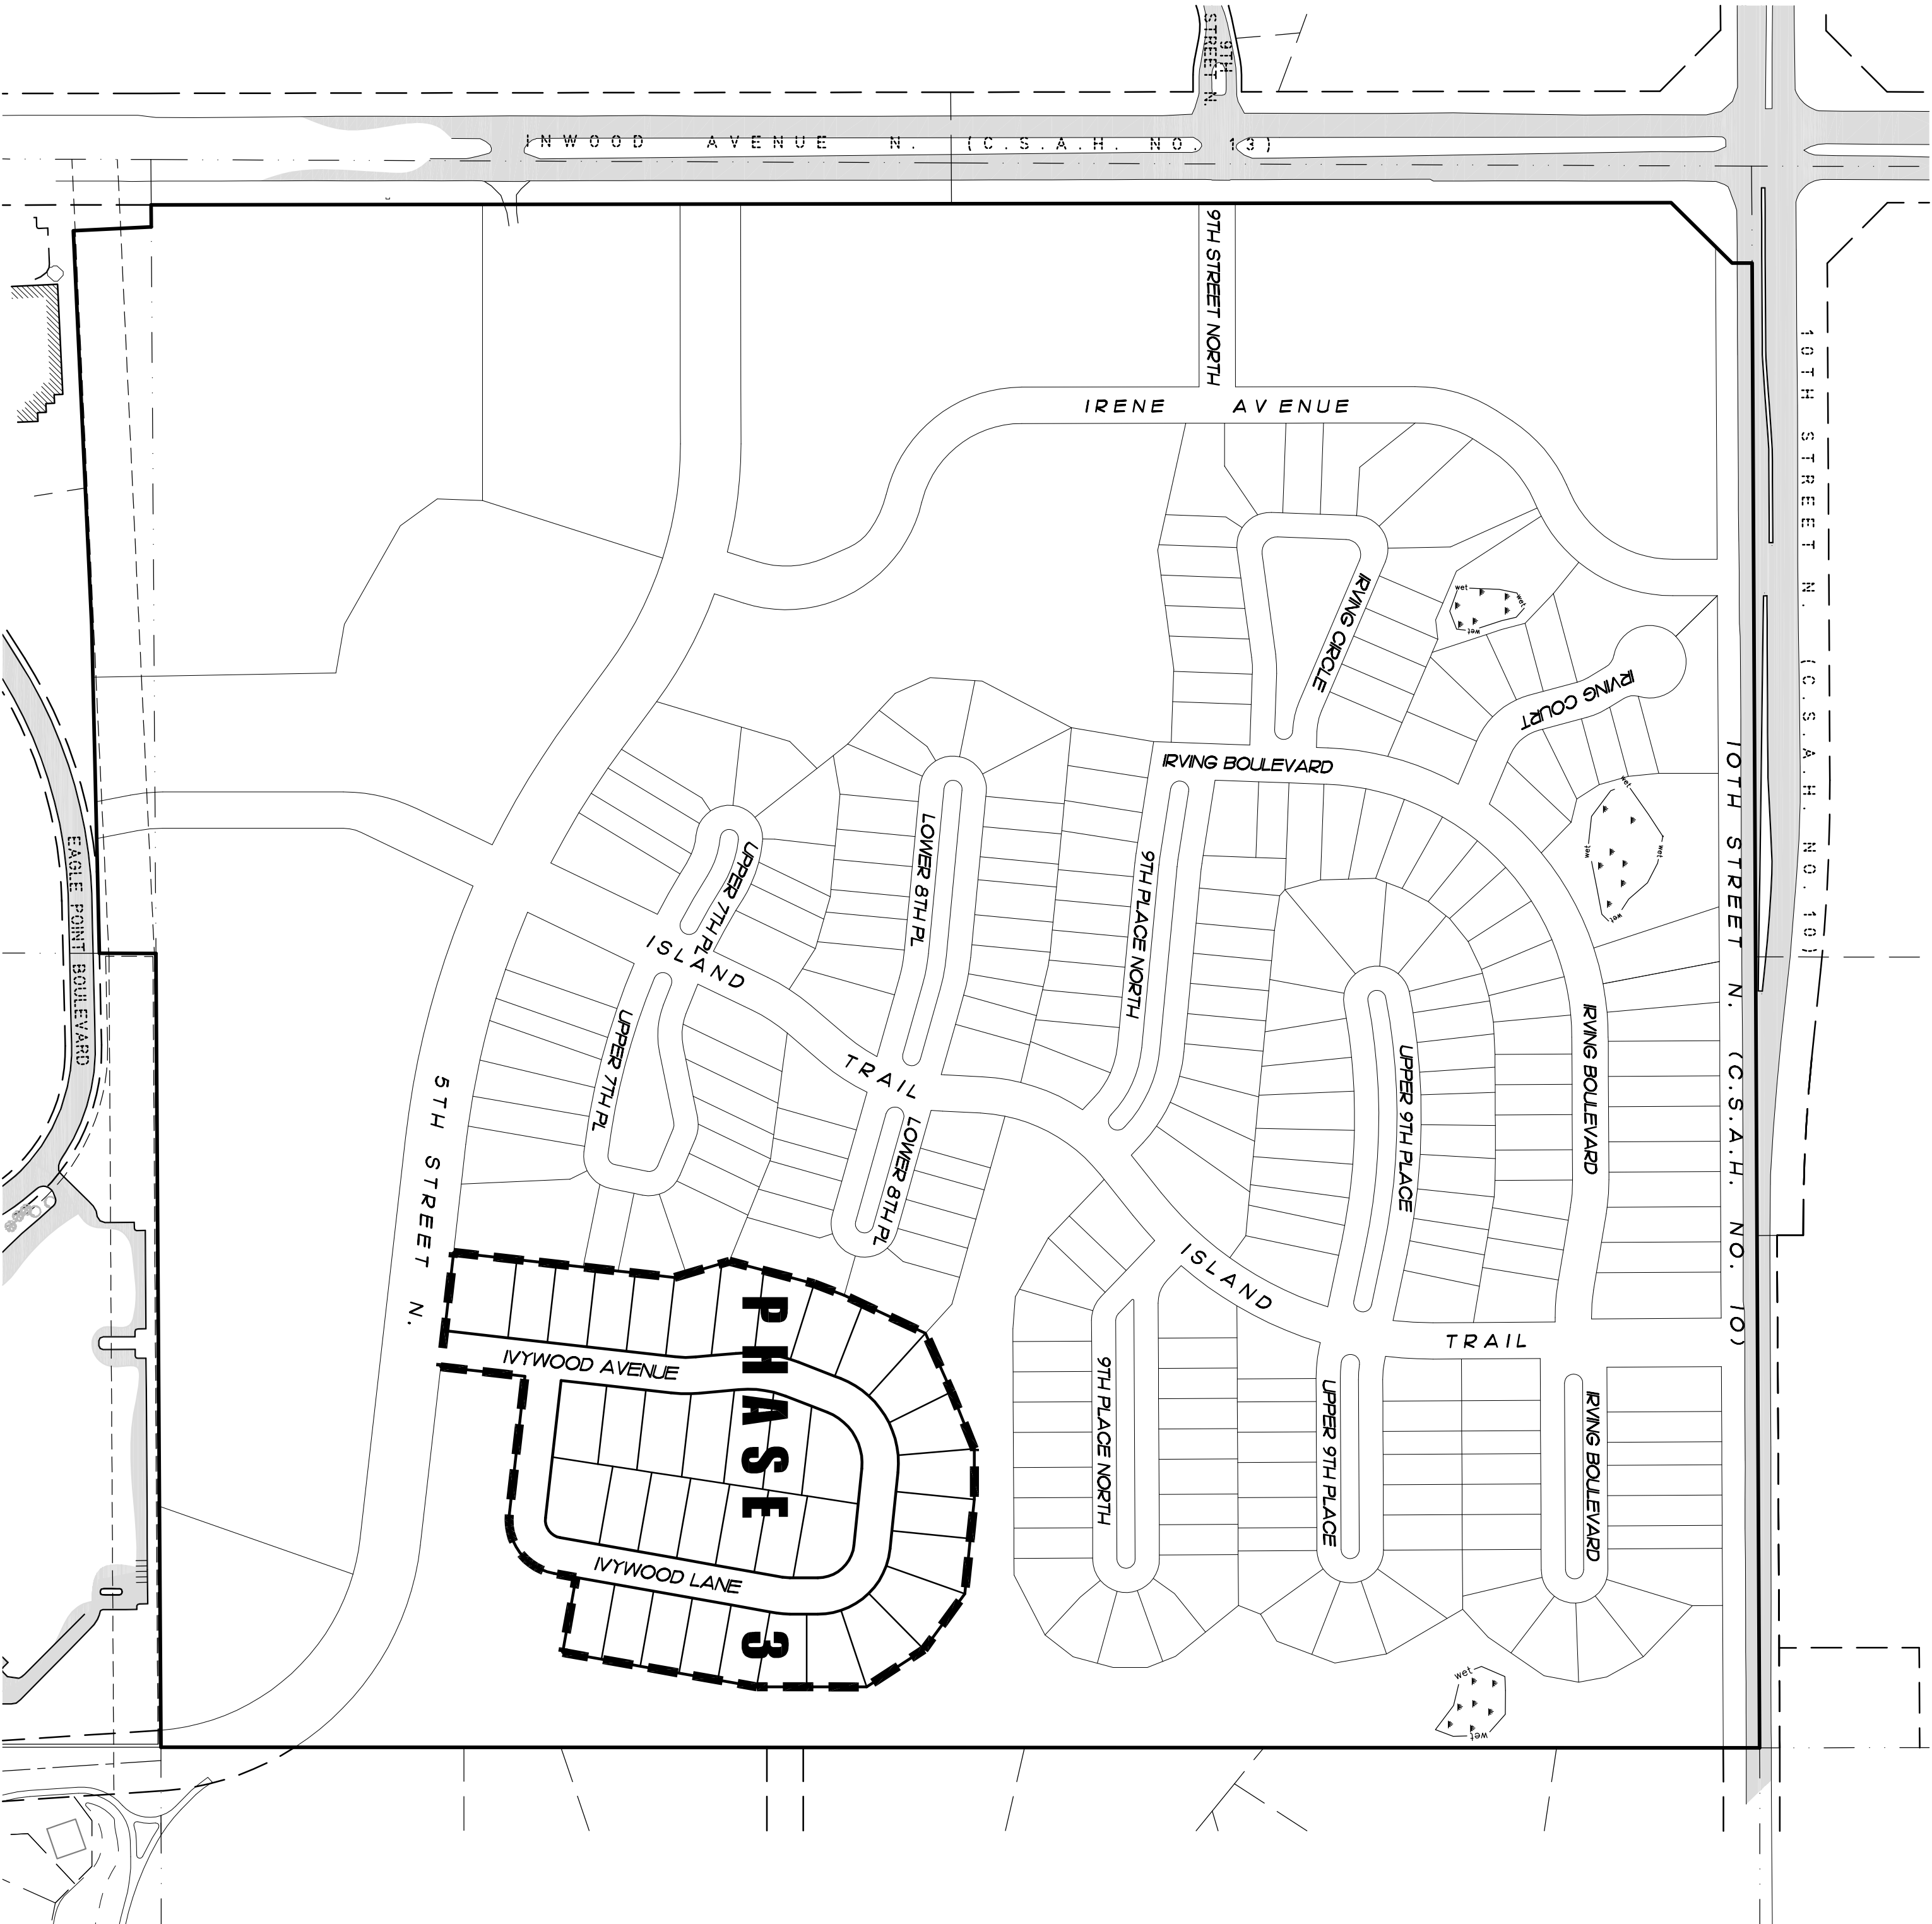 9TH
STREET N.
INWOOD AVENUE N. (C.S.A.H. NO. 13)
9TH STREET NORTH
10TH STREET N. (C.S.A.H. NO. 10)
IRENE AVENUE
IRVING CIRCLE
wet
wet
wet
IRVING COURT
IRVING BOULEVARD
10TH STREET N. (C.S.A.H. NO. 10)
wet
wet
wet
wet
EAGLE POINT BOULEVARD
UPPER 7TH PL
LOWER 8TH PL
9TH PLACE NORTH
ISLAND
TRAIL
UPPER 7TH PL
LOWER 8TH PL
UPPER 9TH PLACE
IRVING BOULEVARD
5TH STREET N.
ISLAND
TRAIL
IVYWOOD AVENUE
PHASE 3
9TH PLACE NORTH
UPPER 9TH PLACE
IRVING BOULEVARD
IVYWOOD LANE
wet
wet